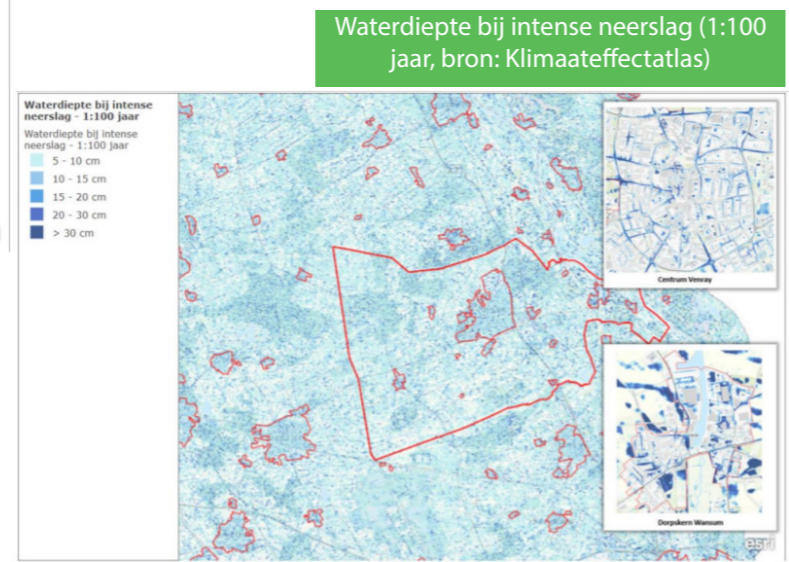 Waterdiepte bij intense neerslag (1:100
jaar, bron: Klimaateffectatlas)
Waterdiepte bij intense
neerslag - 1:100 jaar
Waterdiepte bij intense
neerslag - 1:100 jaar
5 - 10 cm
10 - 15 cm
15 - 20 cm
20 - 30 cm
> 30 cm
Centrum Venray
Dorpskern Wansum
esri